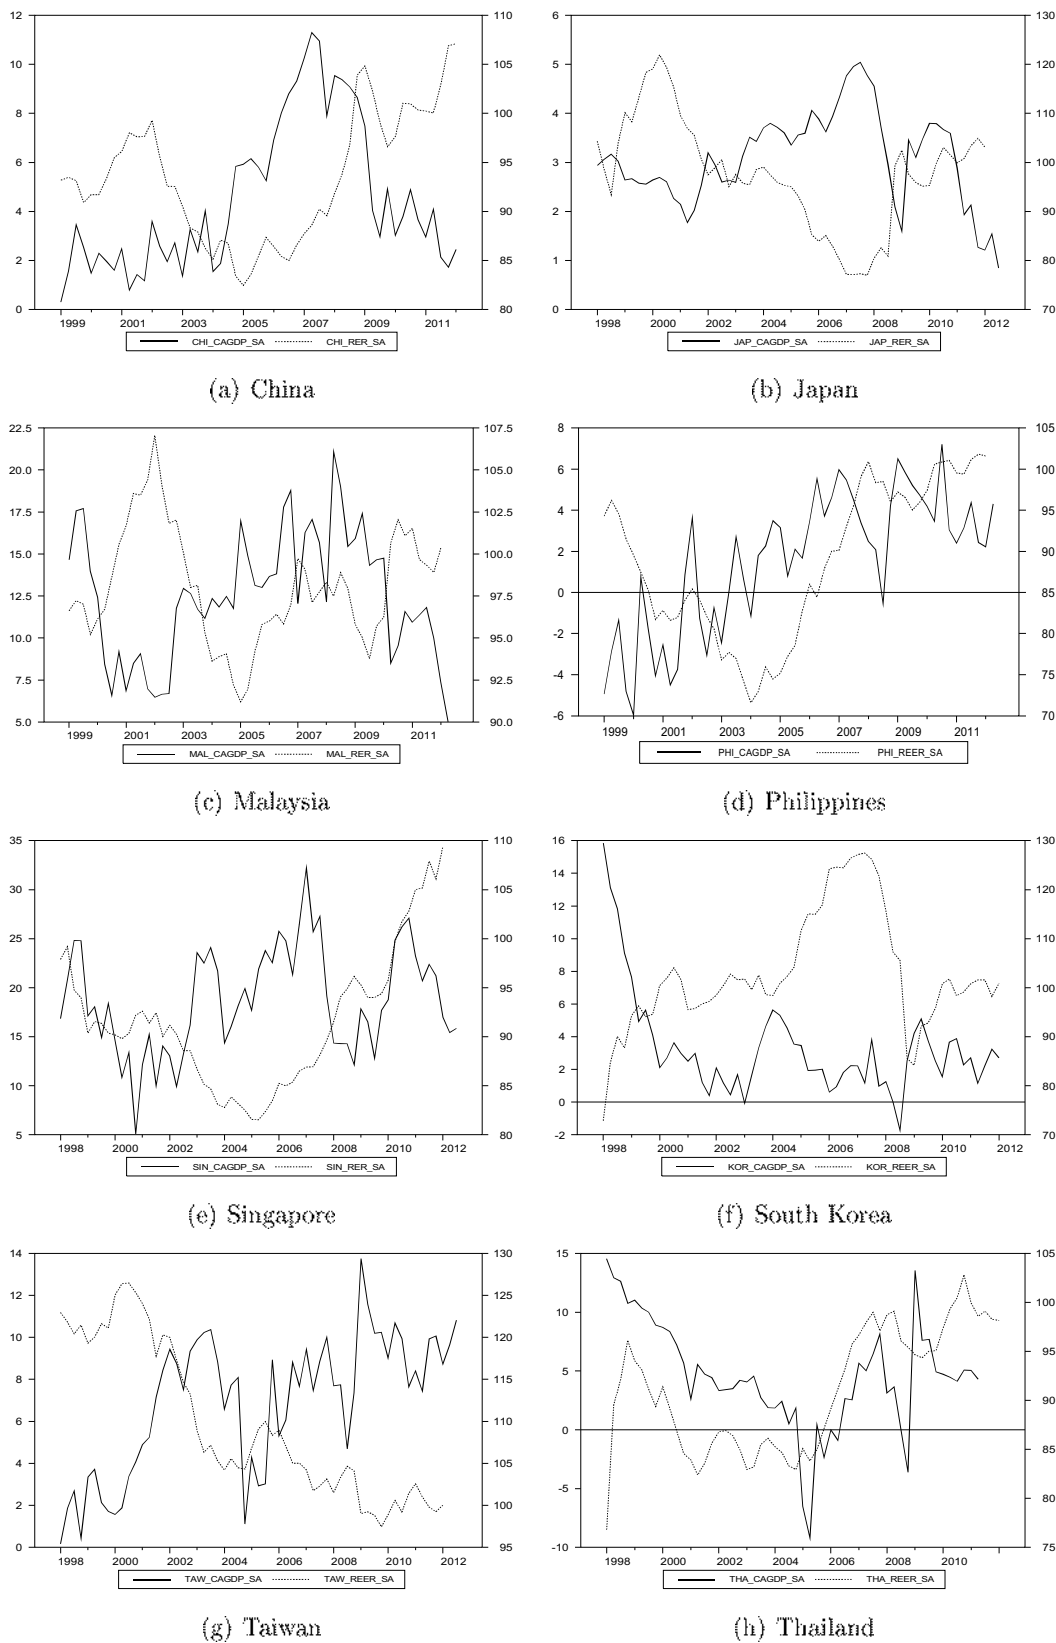 12 110
10 105
8 100
6 95
4 90
2 85
0 80
1999 2001 2003 2005 2007 2009 2011
CHI_CAGDP_SA CHI_RER_SA
(a) China
6 130
5 120
4 110
3 100
2 90
1 80
0 70
1998 2000 2002 2004 2006 2008 2010 2012
JAP_CAGDP_SA JAP_RER_SA
(b) Japan
22.5 107.5
20.0 105.0
17.5 102.5
15.0 100.0
12.5 97.5
10.0 95.0
7.5 92.5
5.0 90.0
1999 2001 2003 2005 2007 2009 2011
MAL_CAGDP_SA MAL_RER_SA
(c) Malaysia
8 105
6 100
4 95
2 90
0 85
-2 80
-4 75
-6 70
1999 2001 2003 2005 2007 2009 2011
PHI_CAGDP_SA PHI_REER_SA
(d) Philippines
35 110
30 105
25 100
20 95
15 90
10 85
5 80
1998 2000 2002 2004 2006 2008 2010 2012
SIN_CAGDP_SA SIN_RER_SA
(e) Singapore
16 130
14 120
12 110
10 100
8 90
6 80
4 70
2
0
-2
1998 2000 2002 2004 2006 2008 2010 2012
KOR_CAGDP_SA KOR_REER_SA
(f) South Korea
14 130
12 125
10 120
8 115
6 110
4 105
2 100
0 95
1998 2000 2002 2004 2006 2008 2010 2012
TAW_CAGDP_SA TAW_REER_SA
(g) Taiwan
15 105
10 100
5 95
0 90
-5 85
-10 80
75
1998 2000 2002 2004 2006 2008 2010
THA_CAGDP_SA THA_REER_SA
(h) Thailand